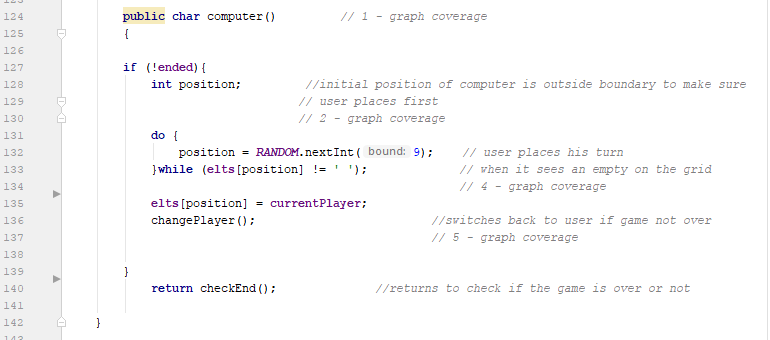 124 public char computer() // 1 - graph coverage
125 {
126
127 if (!ended){
128 int position; //initial position of computer is outside boundary to make sure
129 // user places first
130 // 2 - graph coverage
131 do {
132 position = RANDOM.nextInt( bound: 9); // user places his turn
133 }while (elts[position] != ' '); // when it sees an empty on the grid
134 // 4 - graph coverage
135 elts[position] = currentPlayer;
136 changePlayer(); //switches back to user if game not over
137 // 5 - graph coverage
138
139 }
140 return checkEnd(); //returns to check if the game is over or not
141
142 }